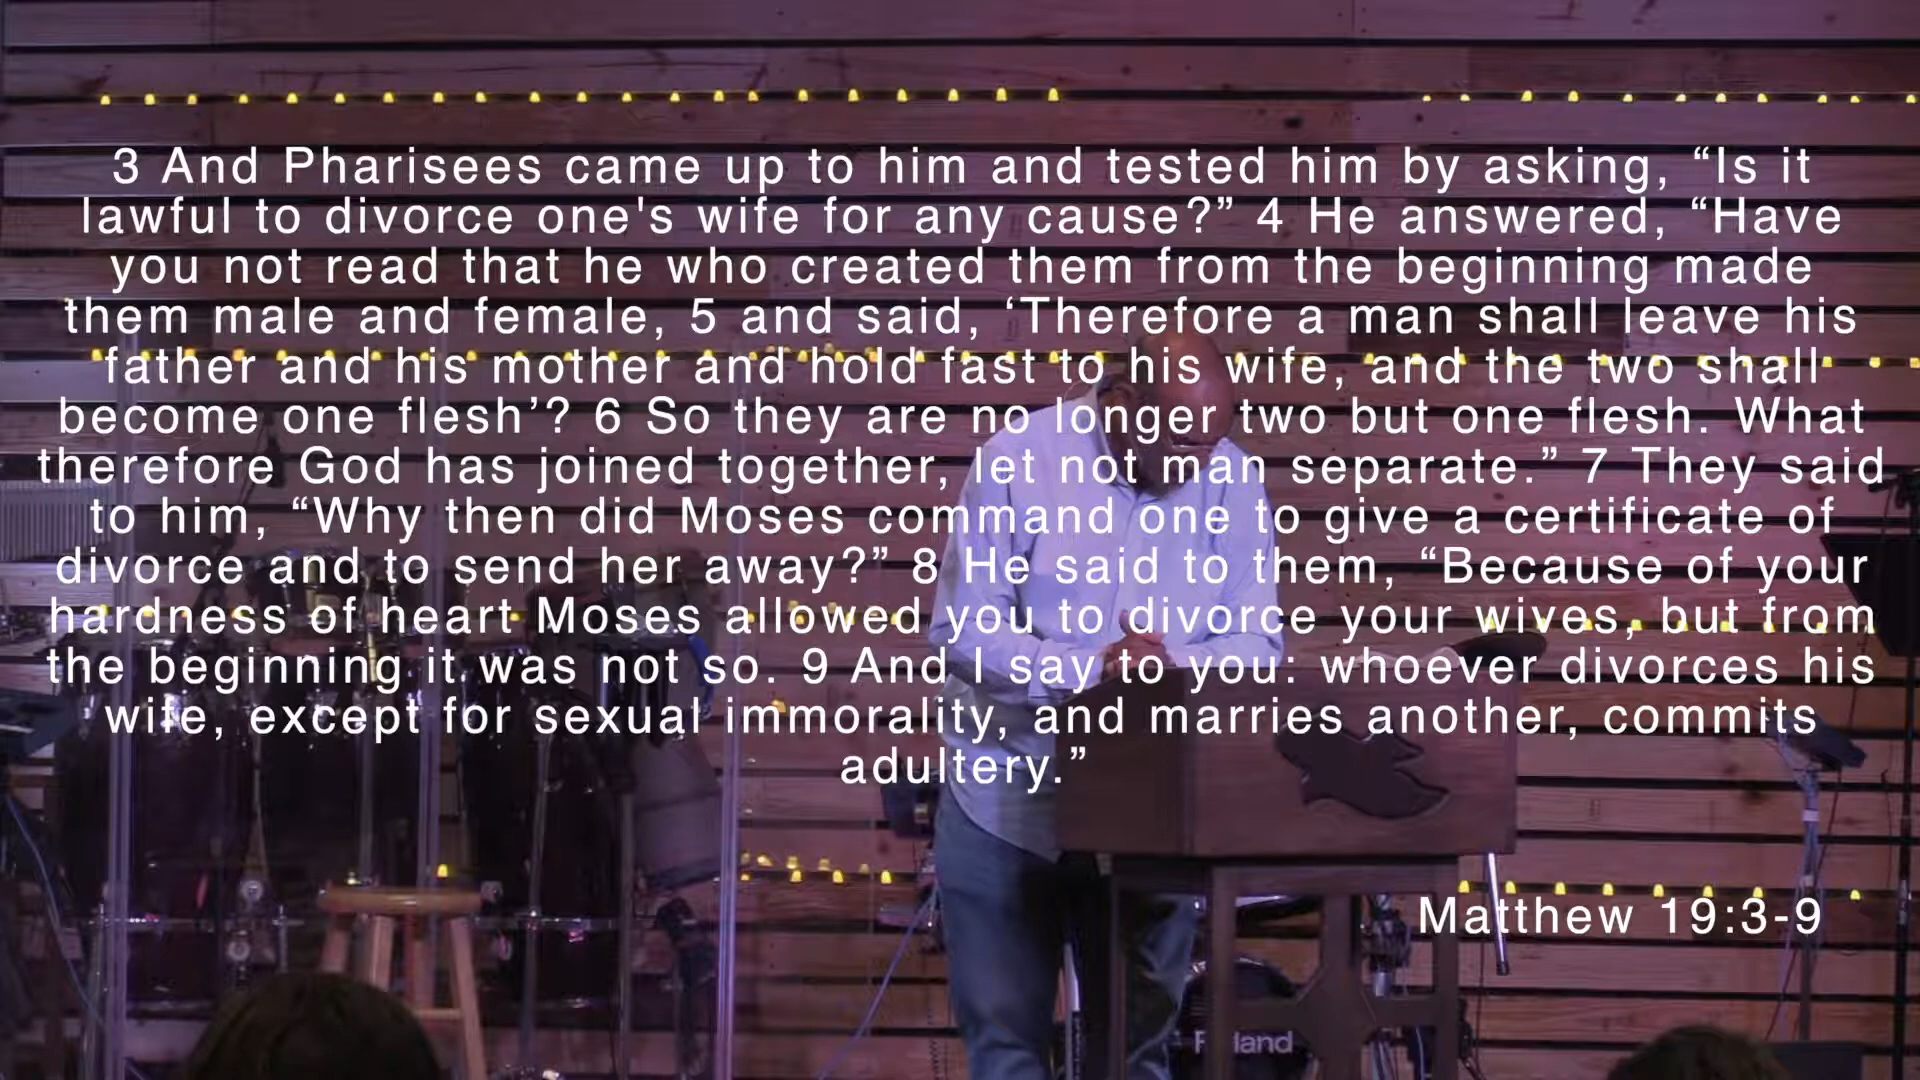 3 And Pharisees came up to him and tested him by asking, “Is it
lawful to divorce one's wife for any cause?” 4 He answered, “Have
you not read that he who created them from the beginning made
them male and female, 5 and said, ‘Therefore a man shall leave his
father and his mother and hold fast to his wife, and the two shall
become one flesh’? 6 So they are no longer two but one flesh. What
therefore God has joined together, let not man separate.” 7 They said
to him, “Why then did Moses command one to give a certificate of
divorce and to send her away?” 8 He said to them, “Because of your
hardness of heart Moses allowed you to divorce your wives, but from
the beginning it was not so. 9 And I say to you: whoever divorces his
wife, except for sexual immorality, and marries another, commits
adultery.”
Matthew 19:3-9